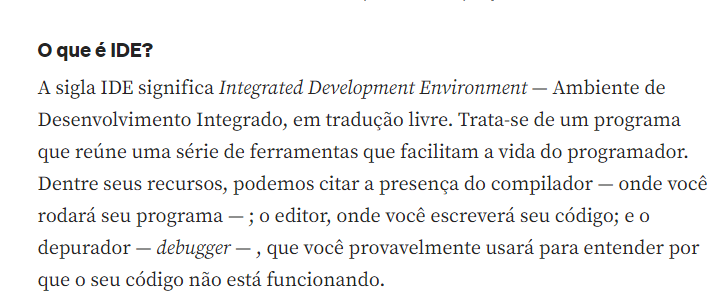 O que é IDE?
A sigla IDE significa Integrated Development Environment — Ambiente de
Desenvolvimento Integrado, em tradução livre. Trata-se de um programa
que reúne uma série de ferramentas que facilitam a vida do programador.
Dentre seus recursos, podemos citar a presença do compilador — onde você
rodará seu programa — ; o editor, onde você escreverá seu código; e o
depurador — debugger — , que você provavelmente usará para entender por
que o seu código não está funcionando.